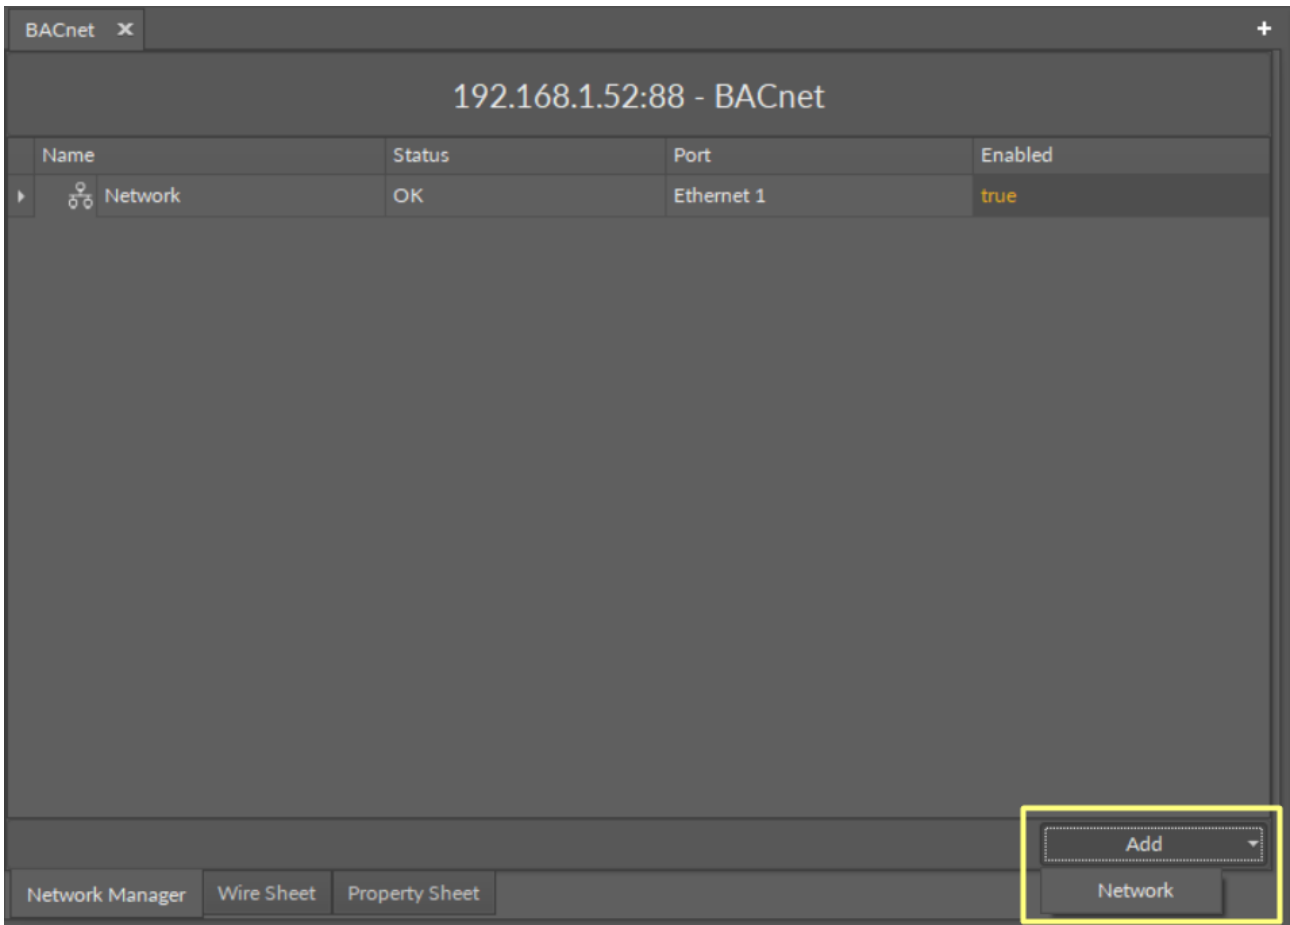 BACnet
192.168.1.52:88 - BACnet
Name Status Port Enabled
Network OK Ethernet 1 true
Add
Network Manager Wire Sheet Property Sheet Network